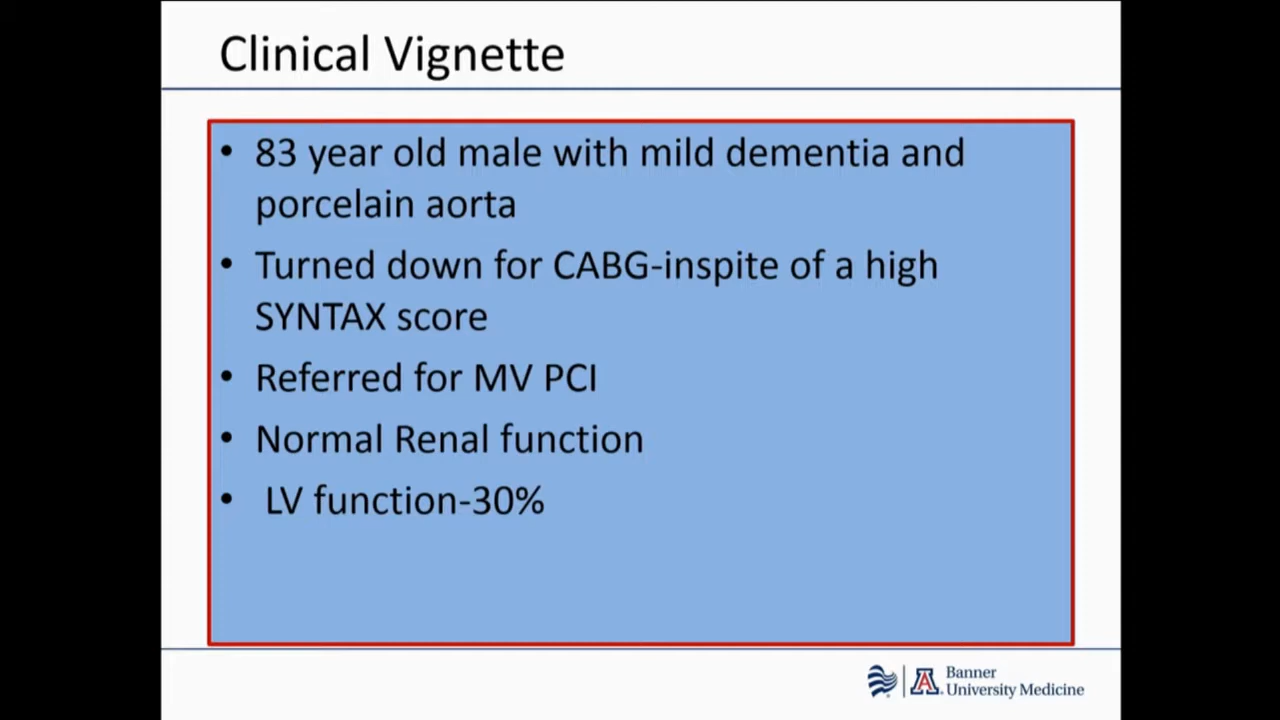 Clinical Vignette
• 83 year old male with mild dementia and
porcelain aorta
• Turned down for CABG-inspite of a high
SYNTAX score
• Referred for MV PCI
• Normal Renal function
• LV function-30%
A
Banner
University Medicine